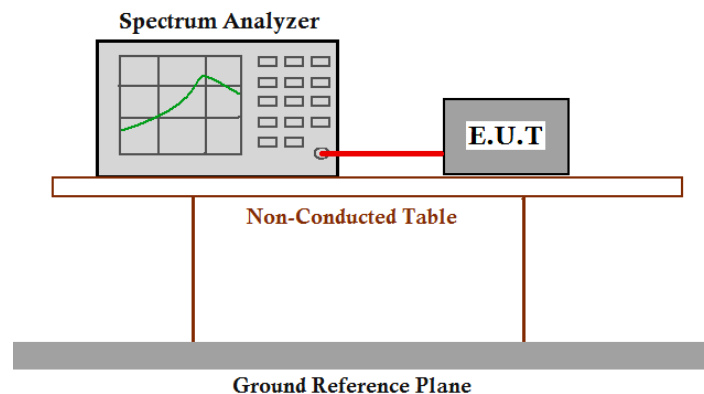 Spectrum Analyzer
E.U.T
Non-Conducted Table
Ground Reference Plane